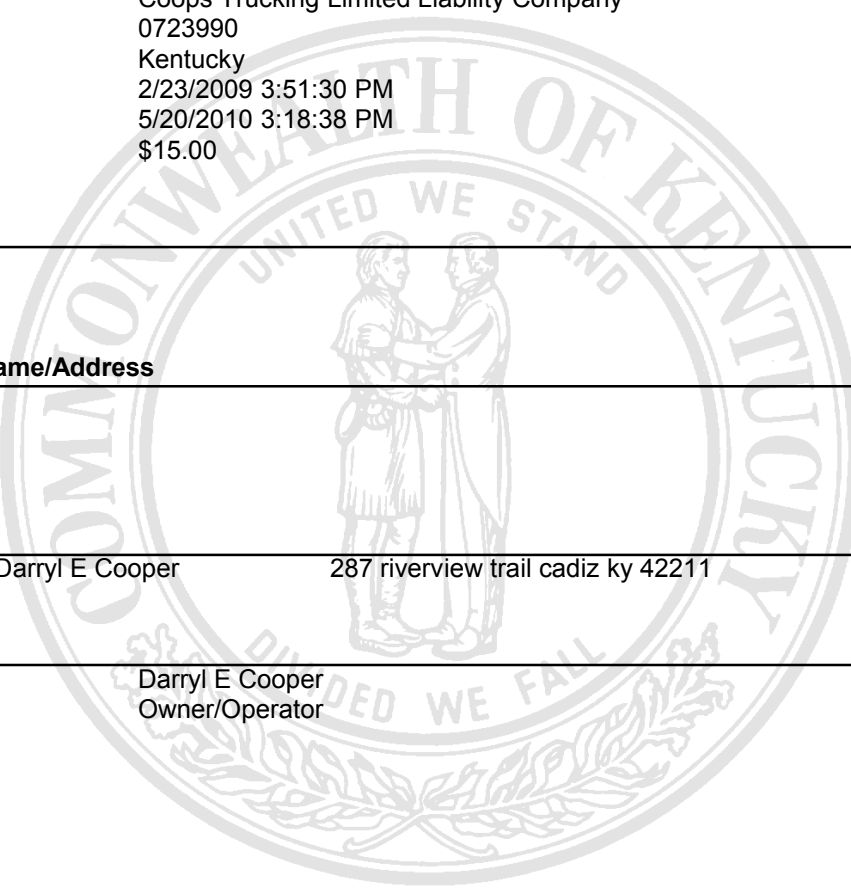 Coops Trucking Limited Liability Company
0723990
Kentucky
2/23/2009 3:51:30 PM
5/20/2010 3:18:38 PM
$15.00
COMMONWEALTH OF KENTUCKY
UNITED WE STAND
ame/Address
Darryl E Cooper 287 riverview trail cadiz ky 42211
DIVIDED WE FALL
Darryl E Cooper
Owner/Operator